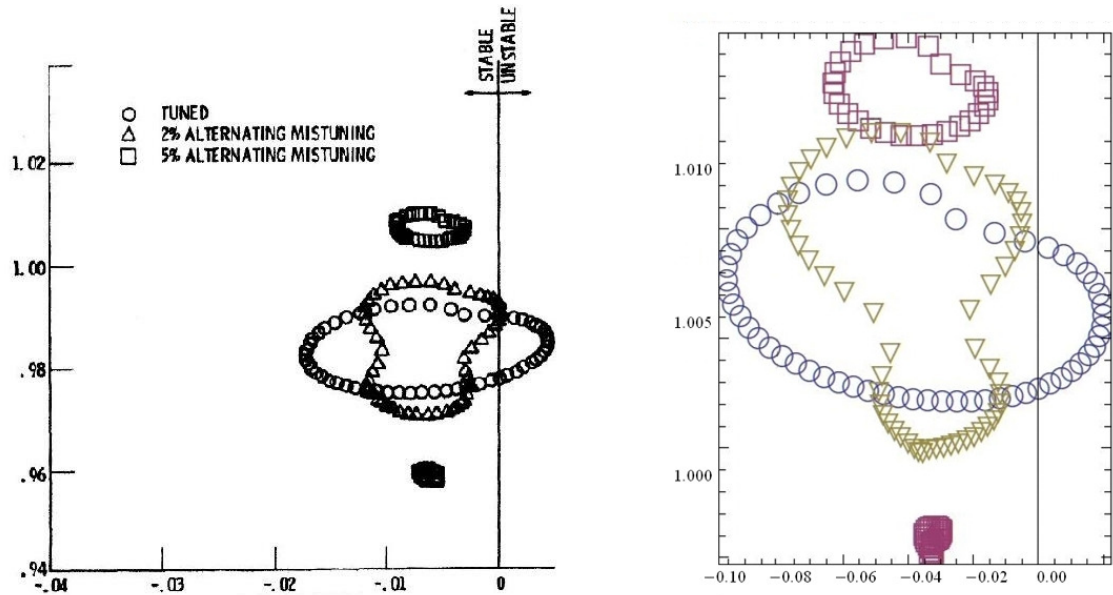 STABLE
UNSTABLE
TUNED
2% ALTERNATING MISTUNING
5% ALTERNATING MISTUNING
1.02
1.00
.98
.96
.94
-.04 -.03 -.02 -.01 0
1.010
1.005
1.000
-0.10 -0.08 -0.06 -0.04 -0.02 0.00